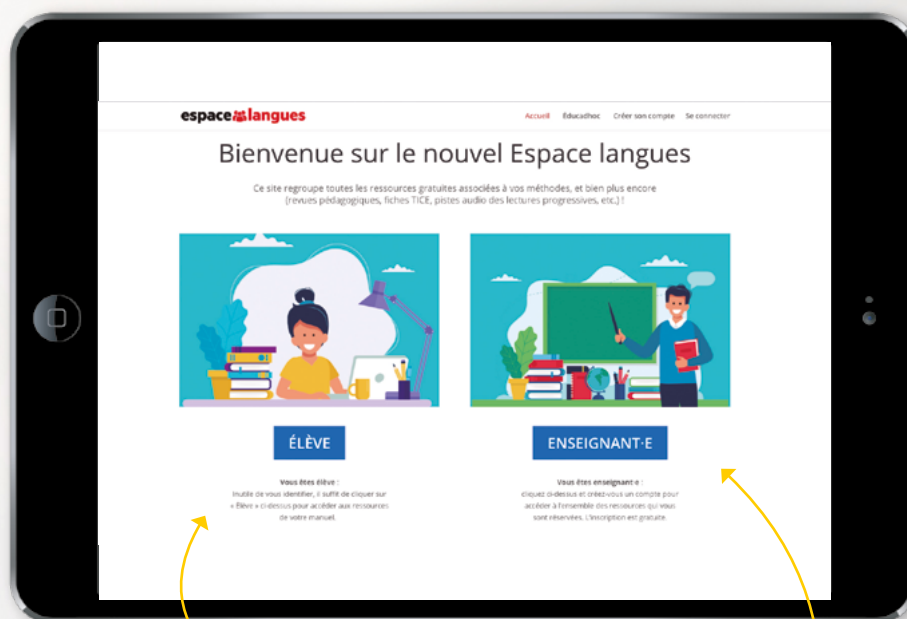 espace langues
Accueil Éducadhoc Créer son compte Se connecter
Bienvenue sur le nouvel Espace langues
Ce site regroupe toutes les ressources gratuites associées à vos méthodes, et bien plus encore
(revues pédagogiques, fiches TICE, pistes audio des lectures progressives, etc.) !
ÉLÈVE
Vous êtes élève :
Inutile de vous identifier, il suffit de cliquer sur
« Élève » ci-dessus pour accéder aux ressources
de votre manuel.
ENSEIGNANT·E
Vous êtes enseignant·e :
cliquez ci-dessus et créez-vous un compte pour
accéder à l'ensemble des ressources qui vous
sont réservées. L'inscription est gratuite.